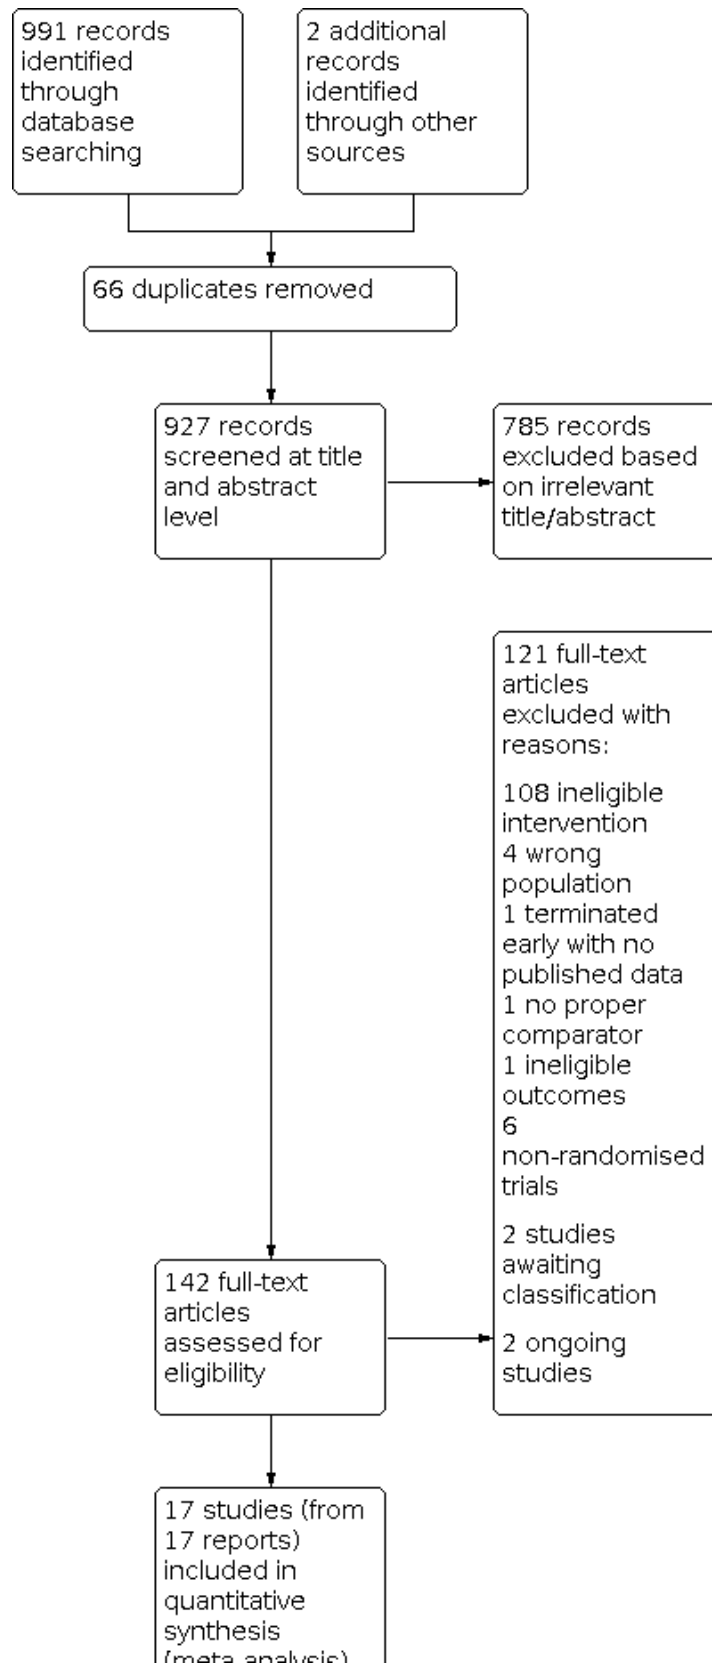 991 records
identified
through
database
searching
2 additional
records
identified
through other
sources
66 duplicates removed
927 records
screened at title
and abstract
level
785 records
excluded based
on irrelevant
title/abstract
121 full-text
articles
excluded with
reasons:
108 ineligible
intervention
4 wrong
population
1 terminated
early with no
published data
1 no proper
comparator
1 ineligible
outcomes
6
non-randomised
trials
2 studies
awaiting
classification
2 ongoing
studies
142 full-text
articles
assessed for
eligibility
17 studies (from
17 reports)
included in
quantitative
synthesis
(meta-analysis)